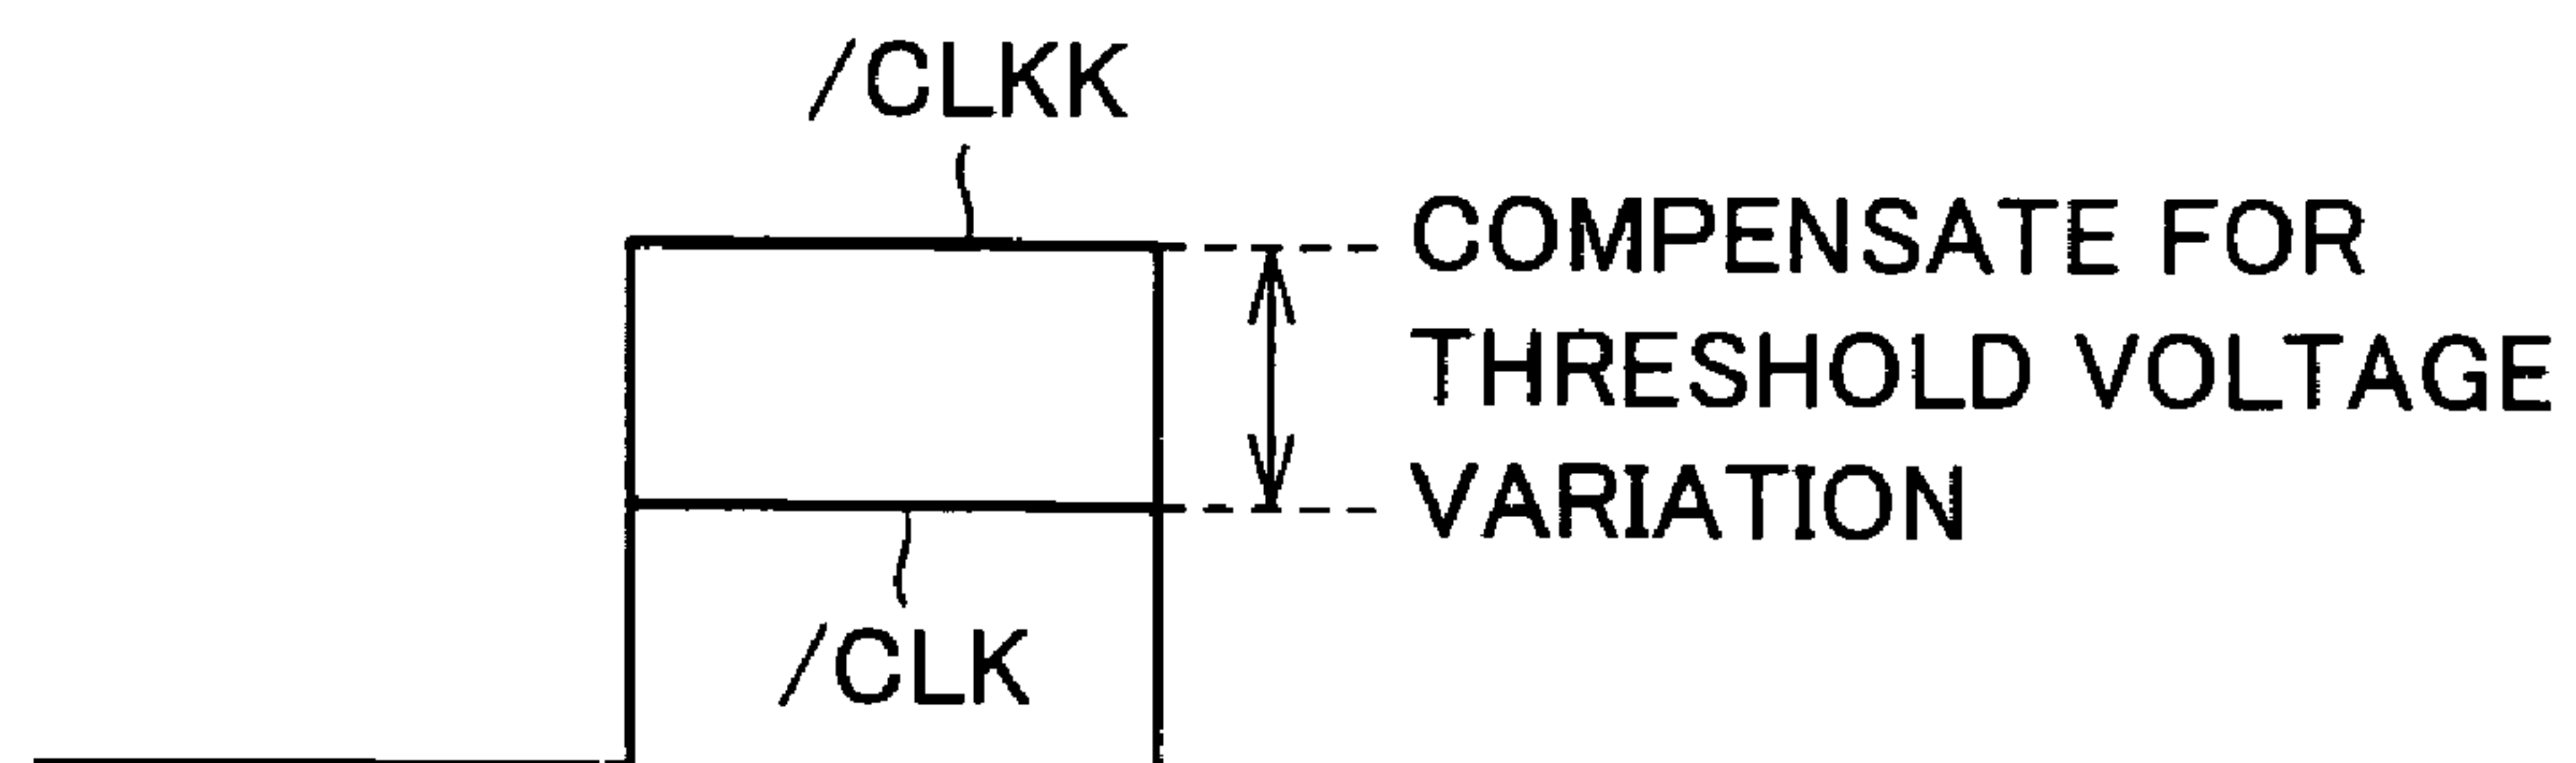 /CLKK
COMPENSATE FOR
THRESHOLD VOLTAGE
VARIATION
/CLK